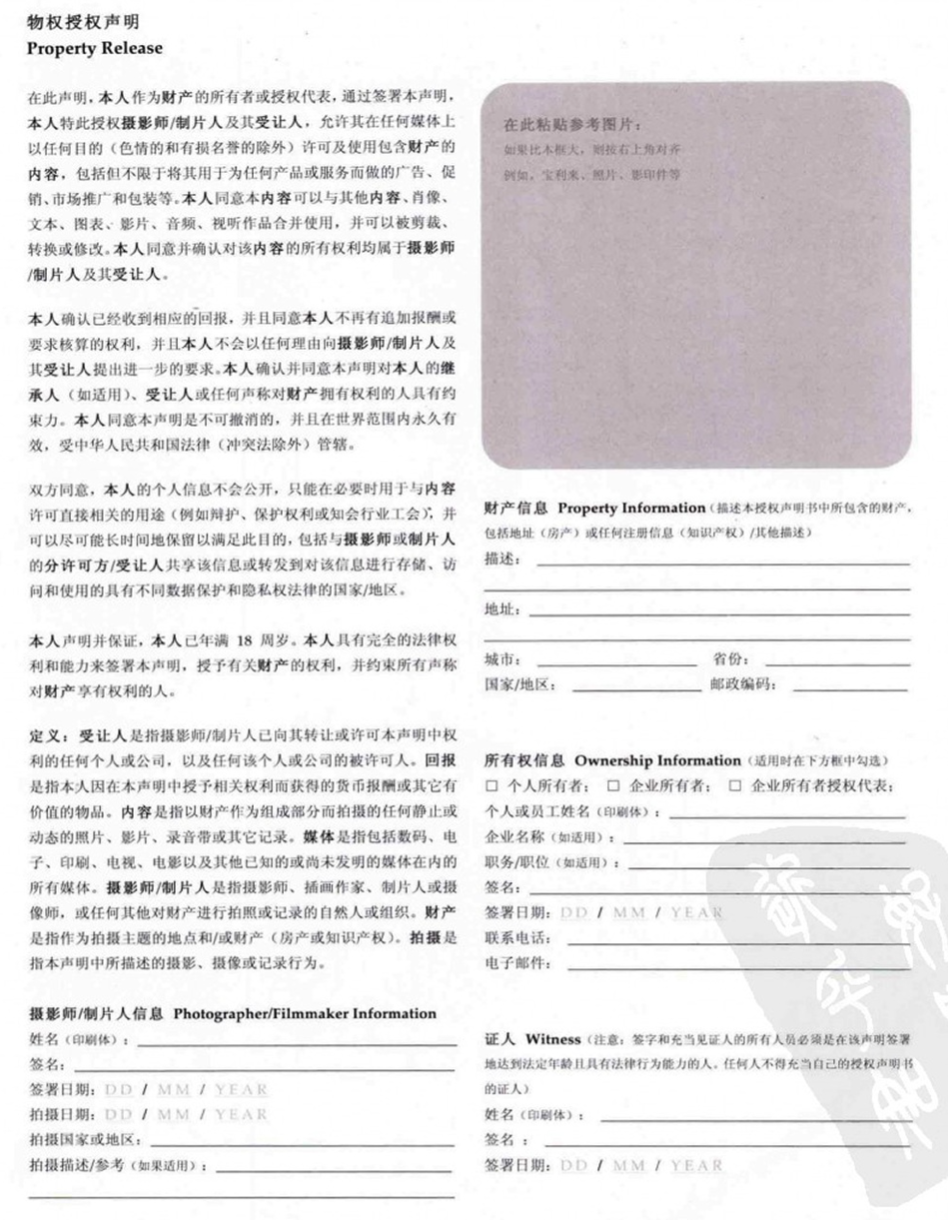 物权授权声明
Property Release
在此声明，本人作为财产的所有者或授权代表，通过签署本声明，
本人特此授权摄影师/制片人及其受让人，允许其在任何媒体上
以任何目的（色情的和有损名誉的除外）许可及使用包含财产的
内容，包括但不限于将其用于为任何产品或服务而做的广告、促
销、市场推广和包装等。本人同意本内容可以与其他内容、肖像、
文本、图表、影片、音频、视听作品合并使用，并可以被剪裁、
转换或修改。本人同意并确认对该内容的所有权利均属于摄影师
/制片人及其受让人。
本人确认已经收到相应的回报，并且同意本人不再有追加报酬或
要求核算的权利，并且本人不会以任何理由向摄影师/制片人及
其受让人提出进一步的要求。本人确认并同意本声明对本人的继
承人（如适用）、受让人或任何声称对财产拥有权利的人具有约
束力。本人同意本声明是不可撤消的，并且在世界范围内永久有
效，受中华人民共和国法律（冲突法除外）管辖。
双方同意，本人的个人信息不会公开，只能在必要时用于与内容
许可直接相关的用途（例如辩护、保护权利或知会行业工会），并
可以尽可能长时间地保留以满足此目的，包括与摄影师或制片人
的分许可方/受让人共享该信息或转发到对该信息进行存储、访
问和使用的具有不同数据保护和隐私权法律的国家/地区。
本人声明并保证，本人已年满 18 周岁。本人具有完全的法律权
利和能力来签署本声明，授予有关财产的权利，并约束所有声称
对财产享有权利的人。
定义：受让人是指摄影师/制片人已向其转让或许可本声明中权
利的任何个人或公司，以及任何该个人或公司的被许可人。回报
是指本人因在本声明中授予相关权利而获得的货币报酬或其它有
价值的物品。内容是指以财产作为组成部分而拍摄的任何静止或
动态的照片、影片、录音带或其它记录。媒体是指包括数码、电
子、印刷、电视、电影以及其他已知的或尚未发明的媒体在内的
所有媒体。摄影师/制片人是指摄影师、插画作家、制片人或摄
像师，或任何其他对财产进行拍照或记录的自然人或组织。财产
是指作为拍摄主题的地点和/或财产（房产或知识产权）。拍摄是
指本声明中所描述的摄影、摄像或记录行为。
摄影师/制片人信息 Photographer/Filmmaker Information
姓名（印刷体）：
签名：
签署日期：DD / MM / YEAR
拍摄日期：DD / MM / YEAR
拍摄国家或地区：
拍摄描述/参考（如果适用）：
在此粘贴参考图片：
如果比本框大，则按右上角对齐
例如，宝利来、照片、影印件等
财产信息 Property Information（描述本授权声明书中所包含的财产，
包括地址（房产）或任何注册信息（知识产权）/其他描述）
描述：
地址：
城市： 省份：
国家/地区： 邮政编码：
所有权信息 Ownership Information（适用时在下方框中勾选）
□ 个人所有者； □ 企业所有者； □ 企业所有者授权代表；
个人或员工姓名（印刷体）：
企业名称（如适用）：
职务/职位（如适用）：
签名：
签署日期：DD / MM / YEAR
联系电话：
电子邮件：
证人 Witness（注意：签字和充当见证人的所有人员必须是在该声明签署
地达到法定年龄且具有法律行为能力的人。任何人不得充当自己的授权声明书
的证人）
姓名（印刷体）：
签名 ：
签署日期：DD / MM / YEAR